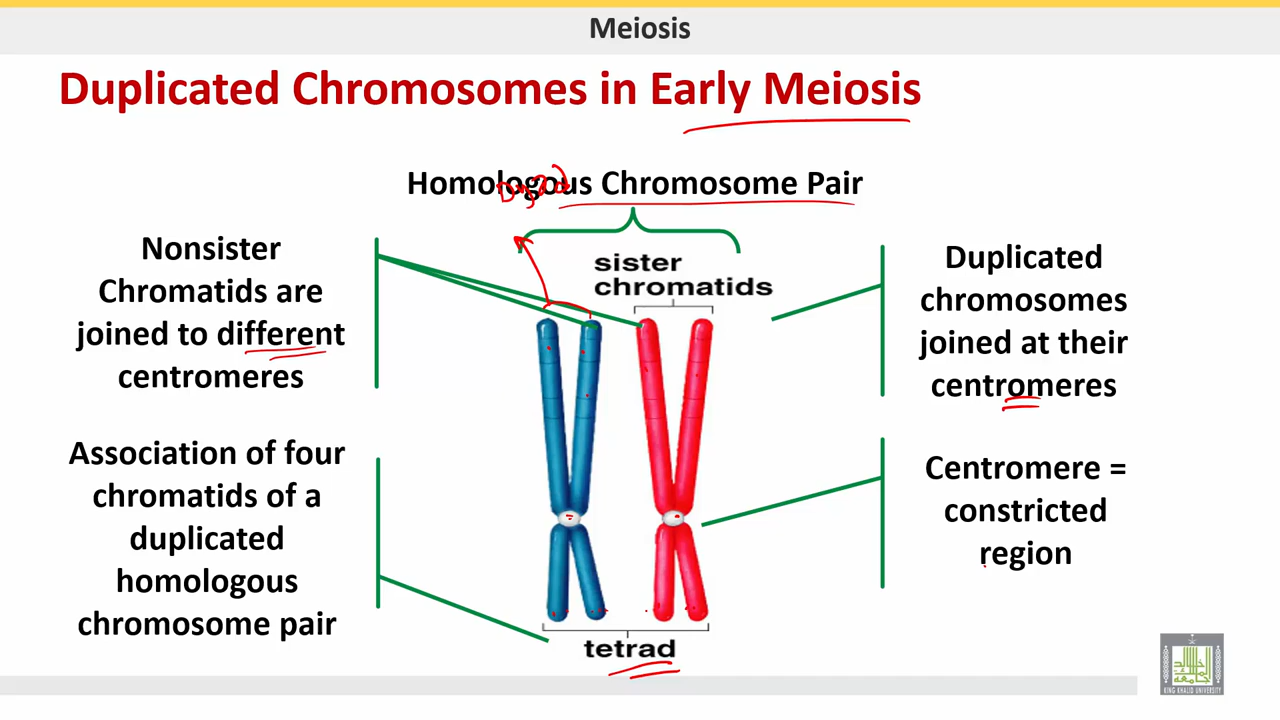 Meiosis
Duplicated Chromosomes in Early Meiosis
Homologous Chromosome Pair
Dyad
Nonsister
Chromatids are
joined to different
centromeres
sister
chromatids
Duplicated
chromosomes
joined at their
centromeres
Association of four
chromatids of a
duplicated
homologous
chromosome pair
Centromere =
constricted
region
tetrad
KING KHALID UNIVERSITY